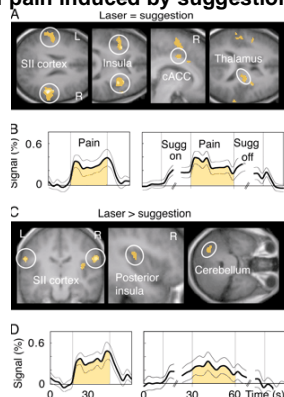 pain induced by suggestion
A
Laser = suggestion
L
R
SII cortex
R
Insula
cACC
Thalamus
B
Signal (%)
0.6
0
Pain
Sugg on
Pain
Sugg off
C
Laser > suggestion
L
R
SII cortex
R
Posterior
insula
Cerebellum
D
Signal (%)
0.6
0
0
30
0
30
60
Time (s)